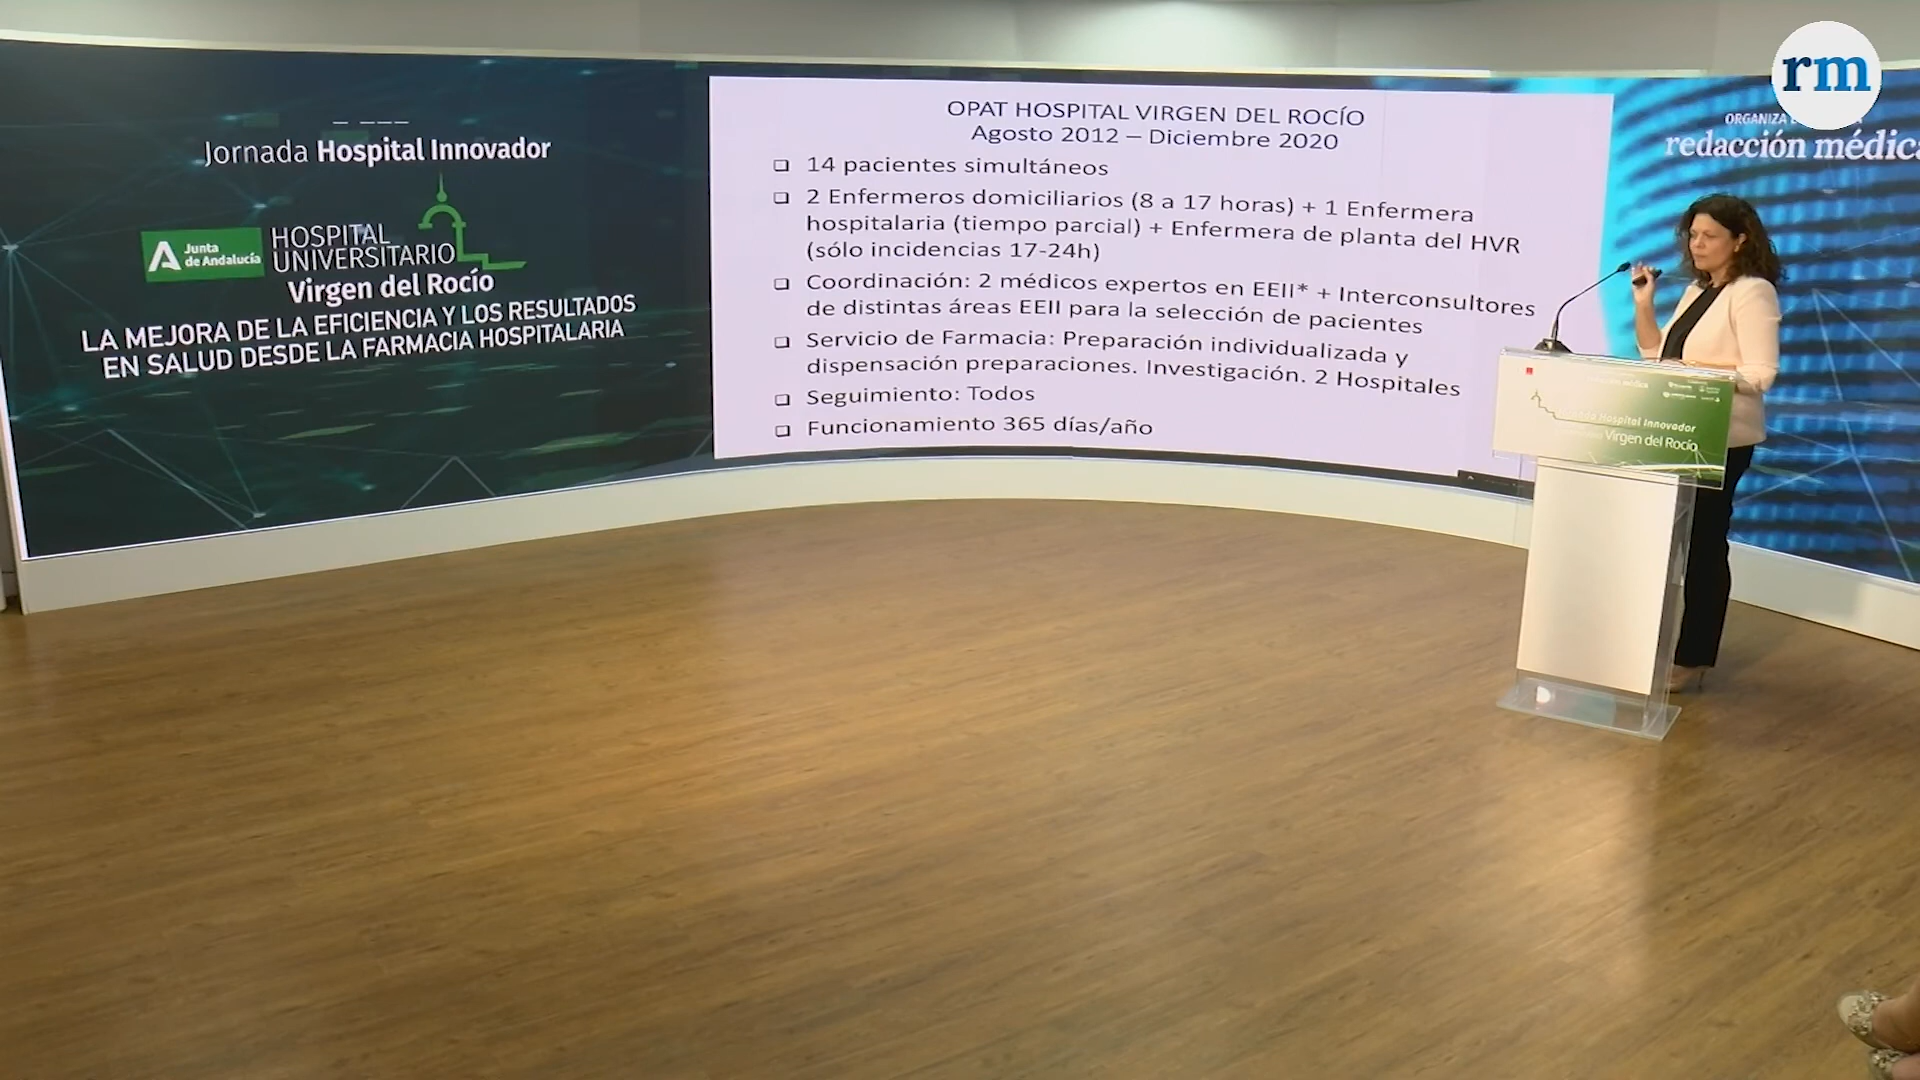 Jornada Hospital Innovador
Junta
de Andalucía
HOSPITAL
UNIVERSITARIO
Virgen del Rocío
LA MEJORA DE LA EFICIENCIA Y LOS RESULTADOS
EN SALUD DESDE LA FARMACIA HOSPITALARIA
OPAT HOSPITAL VIRGEN DEL ROCÍO
Agosto 2012 – Diciembre 2020
14 pacientes simultáneos
2 Enfermeros domiciliarios (8 a 17 horas) + 1 Enfermera
hospitalaria (tiempo parcial) + Enfermera de planta del HVR
(sólo incidencias 17-24h)
Coordinación: 2 médicos expertos en EEII* + Interconsultores
de distintas áreas EEII para la selección de pacientes
Servicio de Farmacia: Preparación individualizada y
dispensación preparaciones. Investigación. 2 Hospitales
Seguimiento: Todos
Funcionamiento 365 días/año
rm
ORGANIZA
redacción médica
Hospital Innovador
Virgen del Rocío